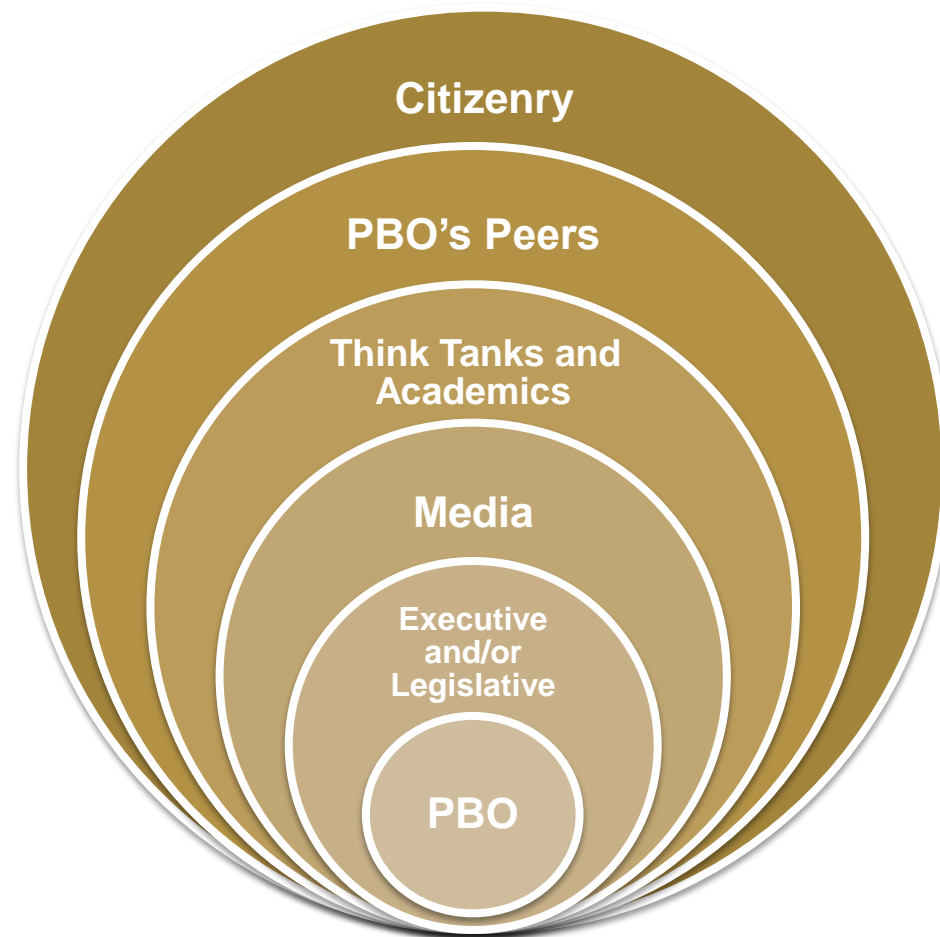 Citizenry
PBO’s Peers
Think Tanks and
Academics
Media
Executive
and/or
Legislative
PBO